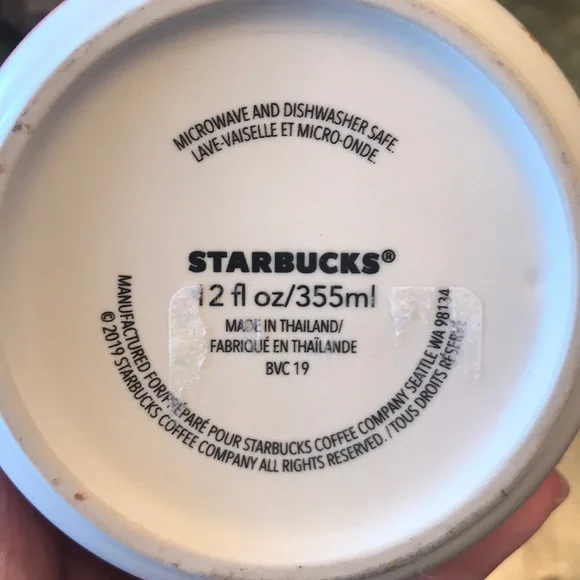 MICROWAVE AND DISHWASHER SAFE.
LAVE-VAISELLE ET MICRO-ONDE.
STARBUCKS®
12 fl oz/355ml
MADE IN THAILAND/
FABRIQUÉ EN THAÏLANDE
BVC 19
MANUFACTURED FOR/PRÉPARÉ POUR STARBUCKS COFFEE COMPANY SEATTLE WA 98134
© 2019 STARBUCKS COFFEE COMPANY ALL RIGHTS RESERVED. / TOUS DROITS RÉSERVÉ